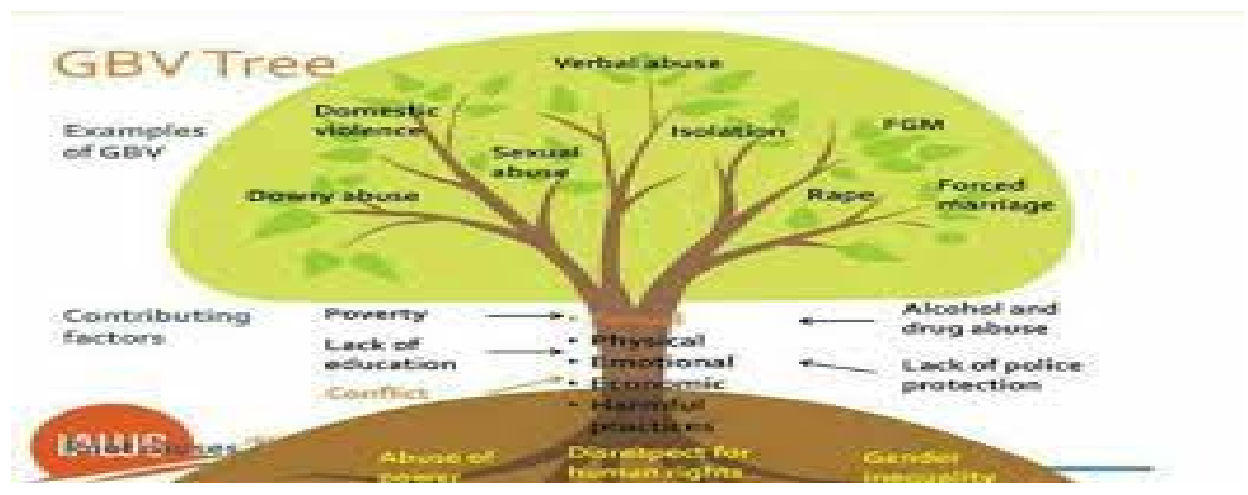 GBV Tree
Verbal abuse
Domestic
violence
Examples
of GBV
Isolation
FGM
Sexual
abuse
Dowry abuse
Rape
Forced
marriage
Contributing
factors
Poverty
Lack of
education
Conflict
Physical
Emotional
Economic
Harmful
practices
Alcohol and
drug abuse
Lack of police
protection
Abuse of
power
Disrespect for
human rights
Gender
inequality